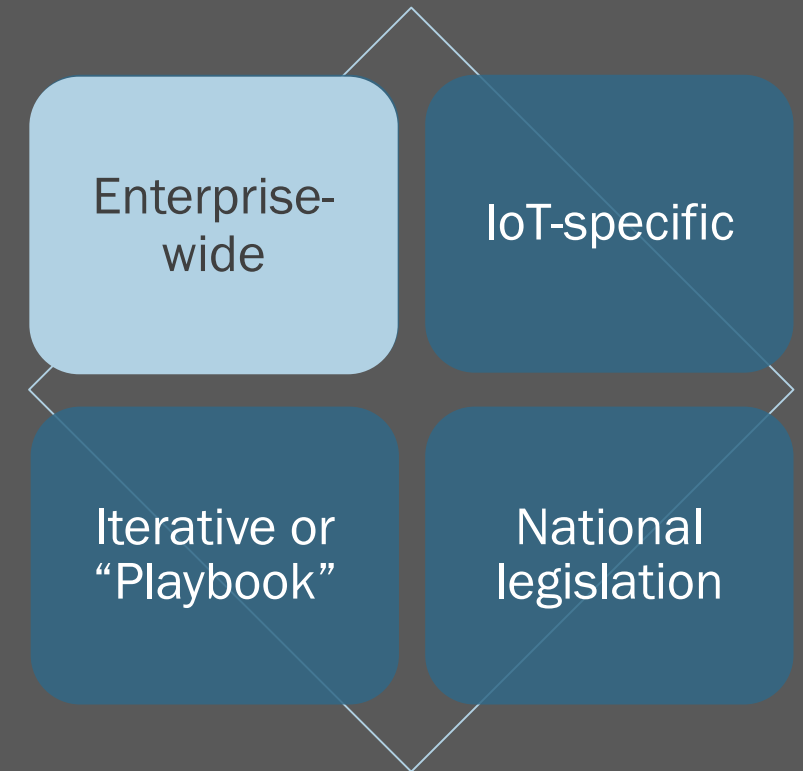 Enterprise-
wide
IoT-specific
Iterative or
“Playbook”
National
legislation